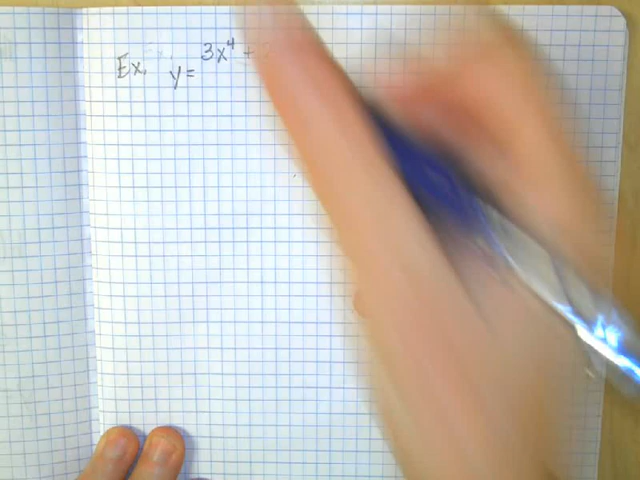 Ex. y = 3x⁴ +